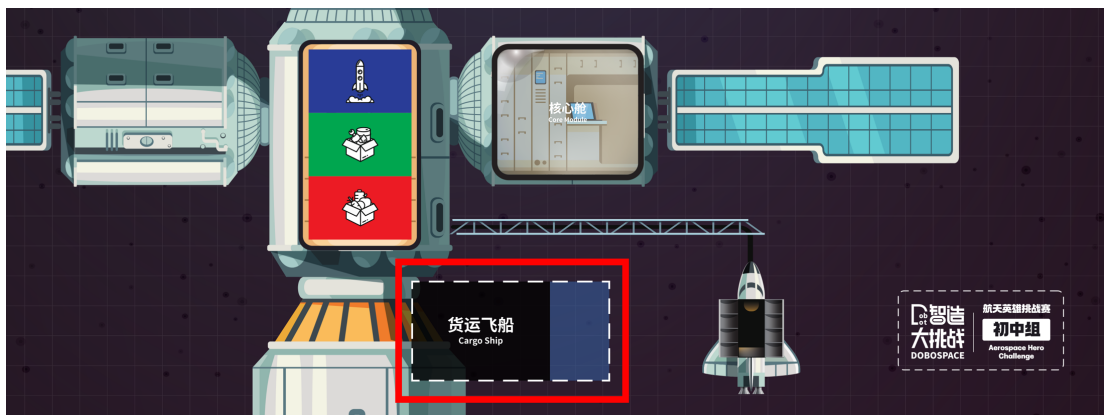 核心舱
Core Module
货运飞船
Cargo Ship
Dobot
智造
大挑战
DOBOSPACE
航天英雄挑战赛
初中组
Aerospace Hero
Challenge